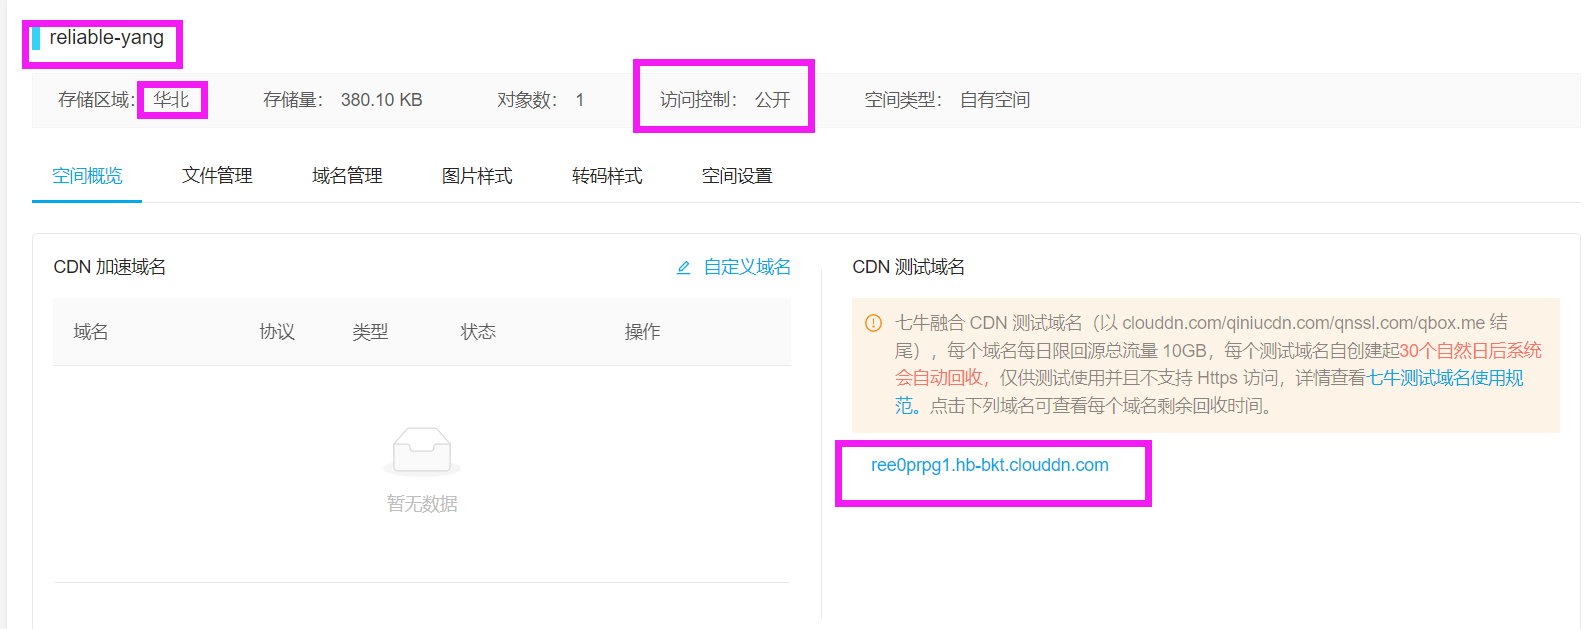 reliable-yang
存储区域： 华北 存储量： 380.10 KB 对象数： 1 访问控制： 公开 空间类型： 自有空间
空间概览 文件管理 域名管理 图片样式 转码样式 空间设置
CDN 加速域名 自定义域名
域名 协议 类型 状态 操作
暂无数据
CDN 测试域名
七牛融合 CDN 测试域名（以 clouddn.com/qiniucdn.com/qnssl.com/qbox.me 结
尾），每个域名每日限回源总流量 10GB，每个测试域名自创建起30个自然日后系统
会自动回收，仅供测试使用并且不支持 Https 访问，详情查看七牛测试域名使用规
范。点击下列域名可查看每个域名剩余回收时间。
ree0prpg1.hb-bkt.clouddn.com